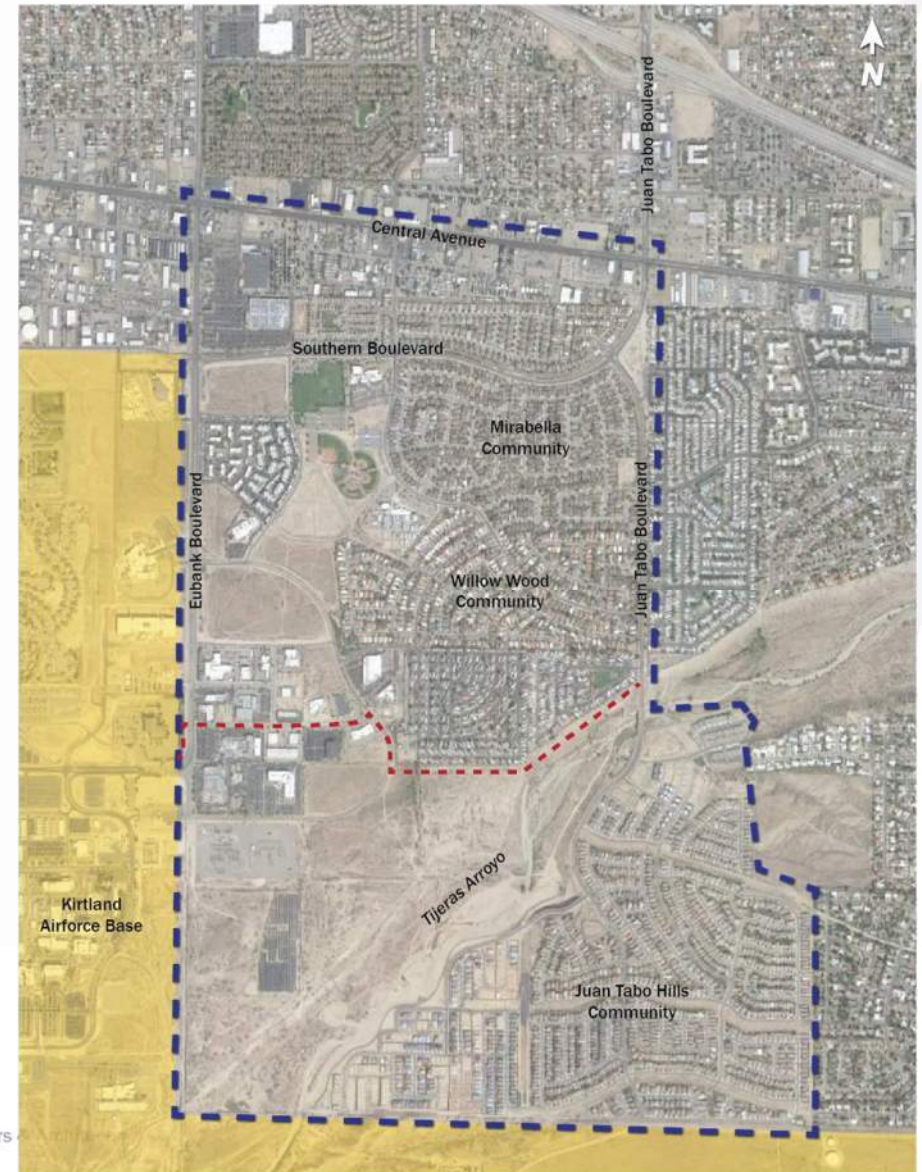 N
Juan Tabo Boulevard
Central Avenue
Southern Boulevard
Mirabella
Community
Eubank Boulevard
Juan Tabo Boulevard
Willow Wood
Community
Tijeras Arroyo
Kirtland
Airforce Base
Juan Tabo Hills
Community